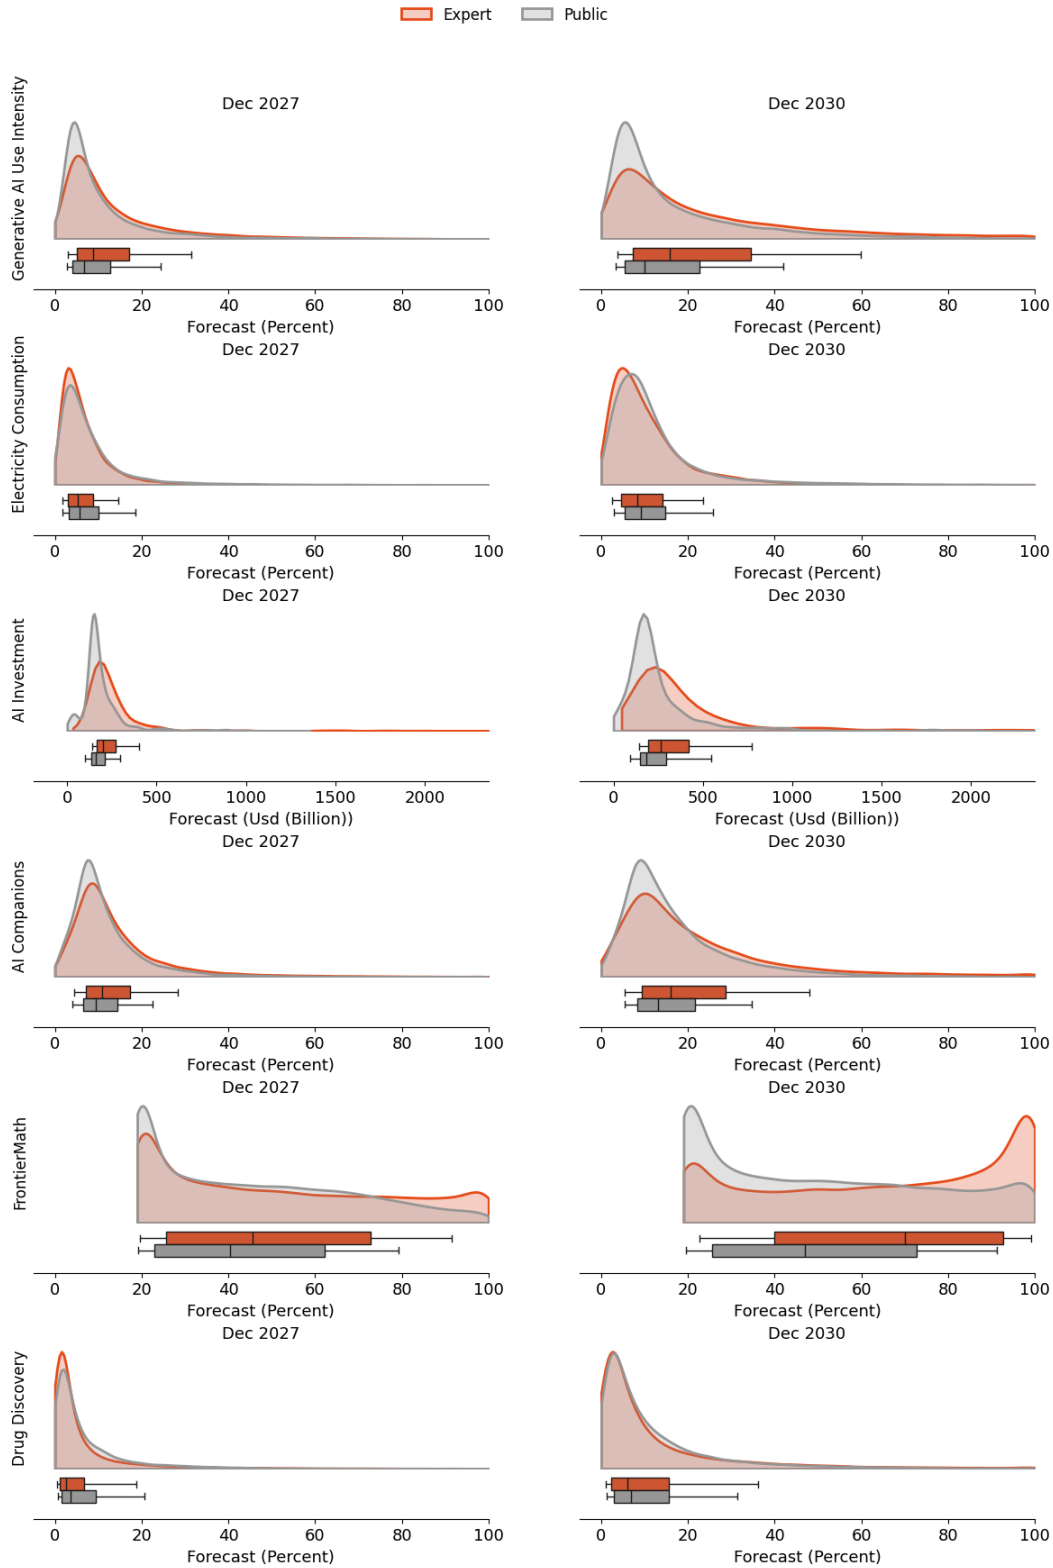 Expert Public
Generative AI Use Intensity
Dec 2027 Dec 2030
0 20 40 60 80 100 0 20 40 60 80 100
Forecast (Percent) Forecast (Percent)
Electricity Consumption
Dec 2027 Dec 2030
0 20 40 60 80 100 0 20 40 60 80 100
Forecast (Percent) Forecast (Percent)
AI Investment
Dec 2027 Dec 2030
0 500 1000 1500 2000 0 500 1000 1500 2000
Forecast (Usd (Billion)) Forecast (Usd (Billion))
AI Companions
Dec 2027 Dec 2030
0 20 40 60 80 100 0 20 40 60 80 100
Forecast (Percent) Forecast (Percent)
FrontierMath
Dec 2027 Dec 2030
0 20 40 60 80 100 0 20 40 60 80 100
Forecast (Percent) Forecast (Percent)
Drug Discovery
Dec 2027 Dec 2030
0 20 40 60 80 100 0 20 40 60 80 100
Forecast (Percent) Forecast (Percent)